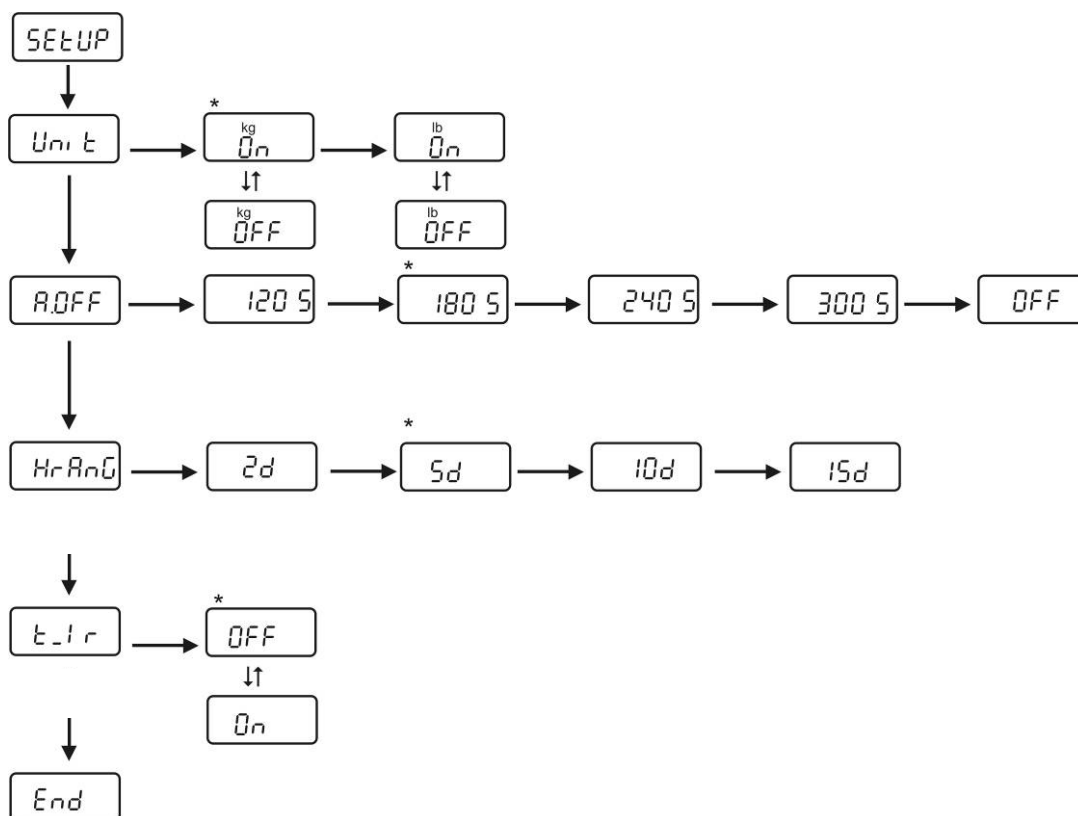 SEtUP
*
Unit
kg
On
lb
On
↓↑
↓↑
kg
OFF
lb
OFF
*
A.OFF 120 S 180 S 240 S 300 S OFF
*
HrAnG 2d 5d 10d 15d
*
t_Ir OFF
↓↑
On
End